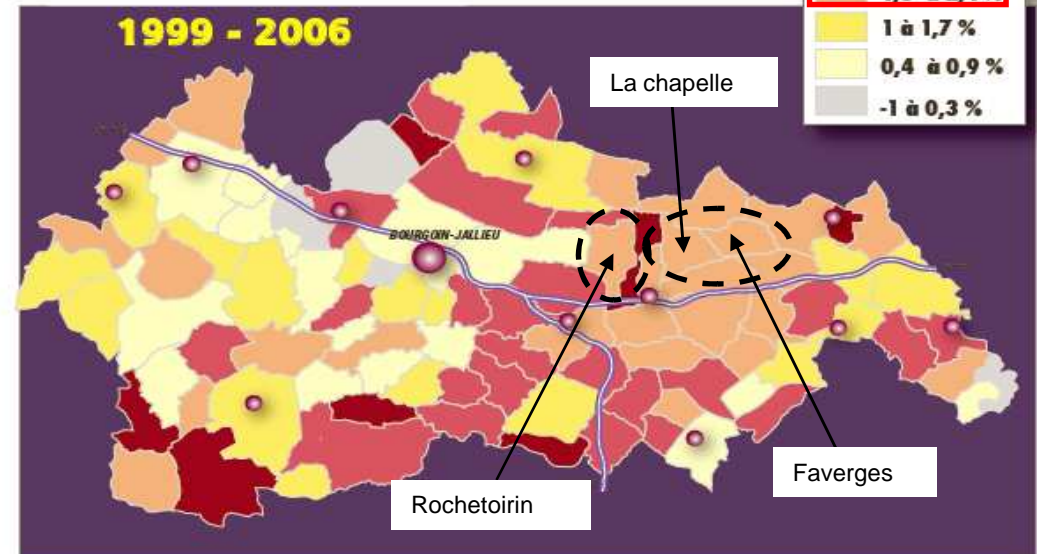 1999 - 2006
1 à 1,7 %
0,4 à 0,9 %
-1 à 0,3 %
La chapelle
BOURGOIN-JALLIEU
Rochetoirin
Faverges